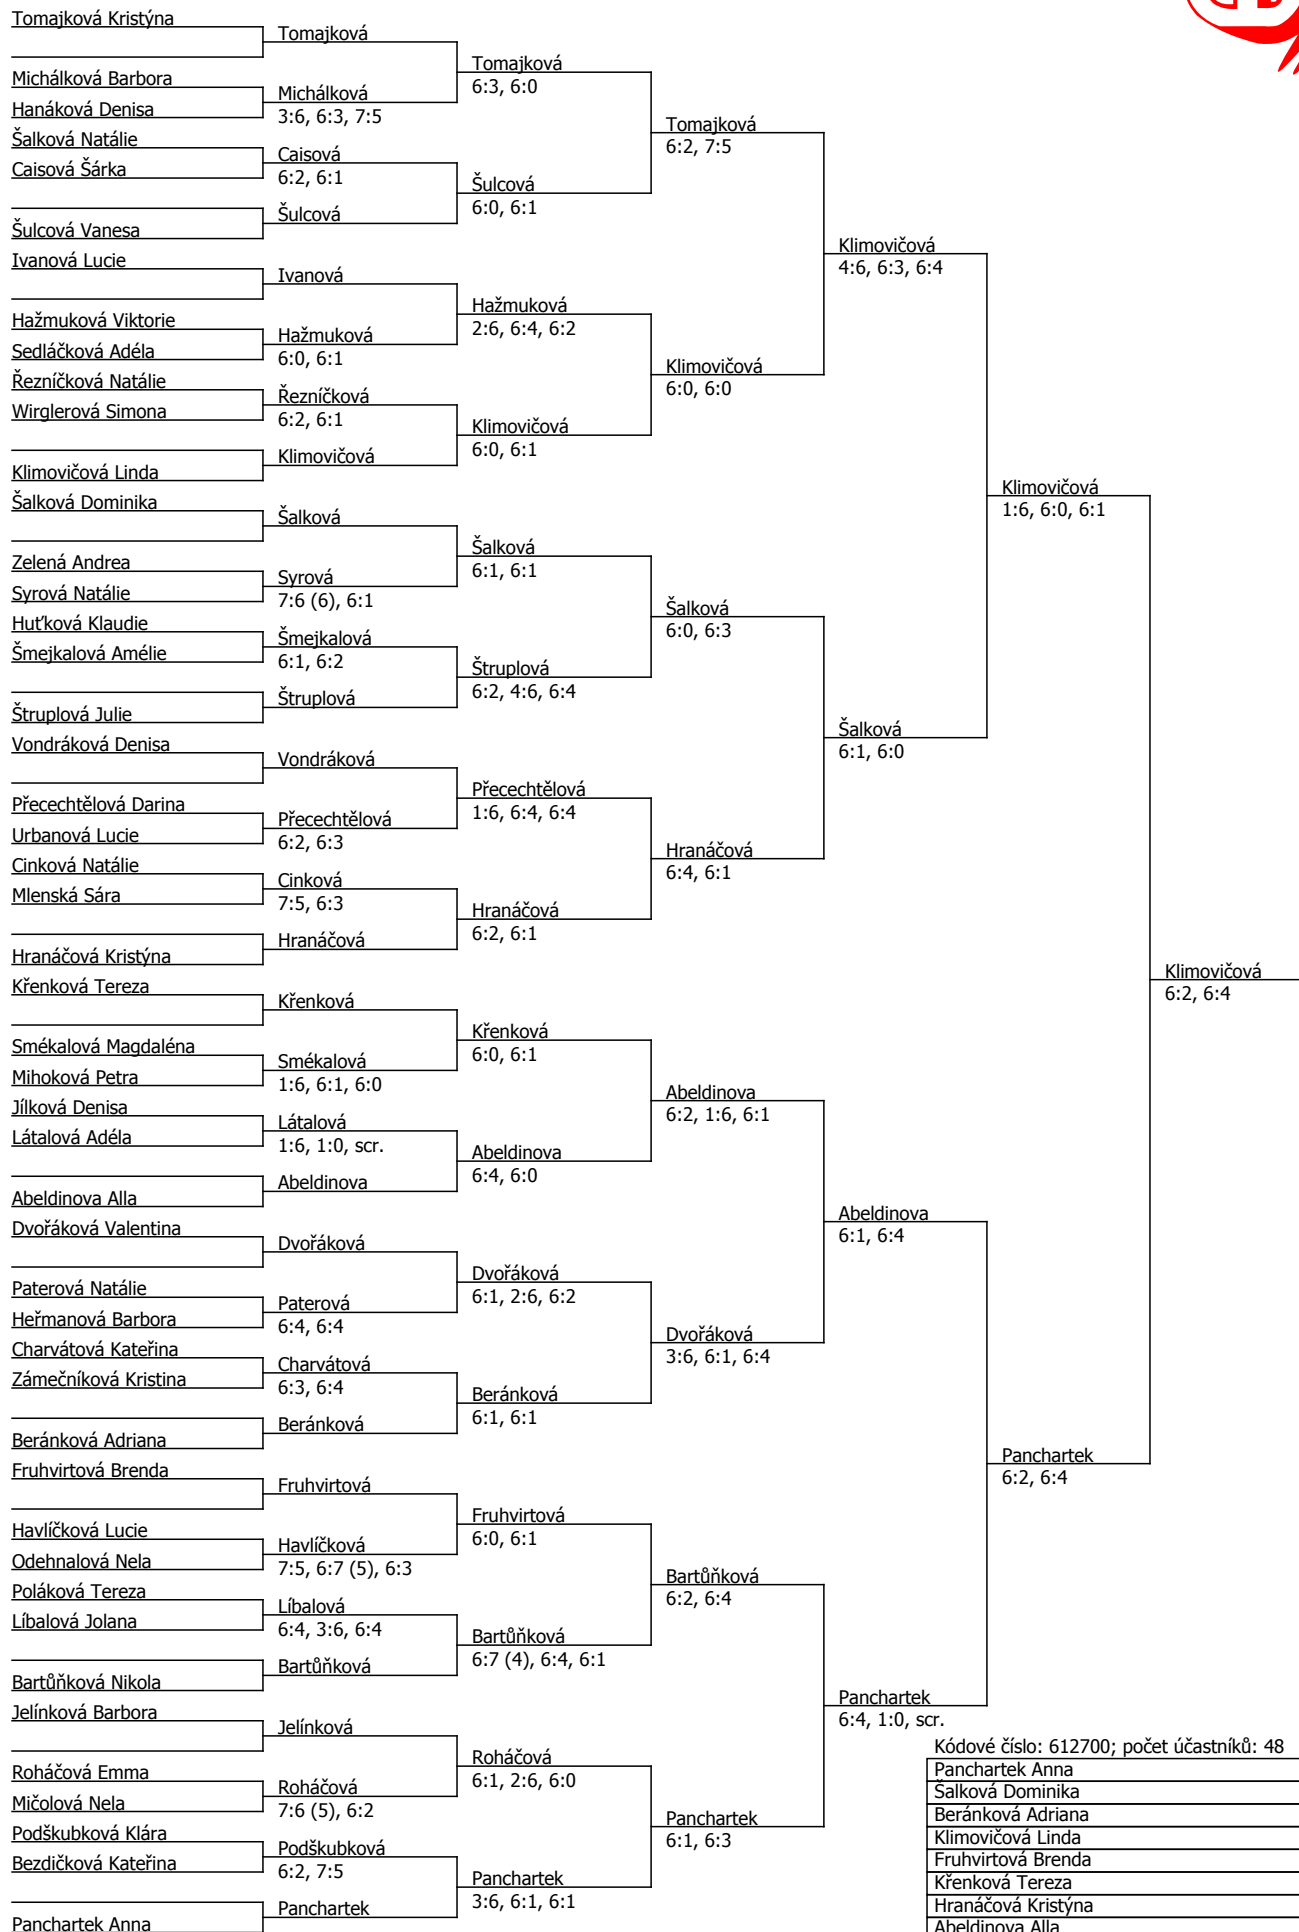 Tomajková Kristýna
Michálková Barbora
Hanáková Denisa
Šalková Natálie
Caisová Šárka
Šulcová Vanesa
Ivanová Lucie
Hažmuková Viktorie
Sedláčková Adéla
Řezníčková Natálie
Wirglerová Simona
Klimovičová Linda
Šalková Dominika
Zelená Andrea
Syrová Natálie
Huťková Klaudie
Šmejkalová Amélie
Štruplová Julie
Vondráková Denisa
Přecechtělová Darina
Urbanová Lucie
Cinková Natálie
Mlenská Sára
Hranáčová Kristýna
Křenková Tereza
Smékalová Magdaléna
Mihoková Petra
Jílková Denisa
Látalová Adéla
Abeldinova Alla
Dvořáková Valentina
Paterová Natálie
Heřmanová Barbora
Charvátová Kateřina
Zámečníková Kristina
Beránková Adriana
Fruhvirtová Brenda
Havlíčková Lucie
Odehnalová Nela
Poláková Tereza
Líbalová Jolana
Bartůňková Nikola
Jelínková Barbora
Roháčová Emma
Mičolová Nela
Podškubková Klára
Bezdičková Kateřina
Panchartek Anna
Tomajková
Michálková
3:6, 6:3, 7:5
Caisová
6:2, 6:1
Šulcová
Ivanová
Hažmuková
6:0, 6:1
Řezníčková
6:2, 6:1
Klimovičová
Šalková
Syrová
7:6 (6), 6:1
Šmejkalová
6:1, 6:2
Štruplová
Vondráková
Přecechtělová
6:2, 6:3
Cinková
7:5, 6:3
Hranáčová
Křenková
Smékalová
1:6, 6:1, 6:0
Látalová
1:6, 1:0, scr.
Abeldinova
Dvořáková
Paterová
6:4, 6:4
Charvátová
6:3, 6:4
Beránková
Fruhvirtová
Havlíčková
7:5, 6:7 (5), 6:3
Líbalová
6:4, 3:6, 6:4
Bartůňková
Jelínková
Roháčová
7:6 (5), 6:2
Podškubková
6:2, 7:5
Panchartek
Tomajková
6:3, 6:0
Šulcová
6:0, 6:1
Hažmuková
2:6, 6:4, 6:2
Klimovičová
6:0, 6:1
Šalková
6:1, 6:1
Štruplová
6:2, 4:6, 6:4
Přecechtělová
1:6, 6:4, 6:4
Hranáčová
6:2, 6:1
Křenková
6:0, 6:1
Abeldinova
6:4, 6:0
Dvořáková
6:1, 2:6, 6:2
Beránková
6:1, 6:1
Fruhvirtová
6:0, 6:1
Bartůňková
6:7 (4), 6:4, 6:1
Roháčová
6:1, 2:6, 6:0
Panchartek
3:6, 6:1, 6:1
Tomajková
6:2, 7:5
Klimovičová
6:0, 6:0
Šalková
6:0, 6:3
Hranáčová
6:4, 6:1
Abeldinova
6:2, 1:6, 6:1
Dvořáková
3:6, 6:1, 6:4
Bartůňková
6:2, 6:4
Panchartek
6:1, 6:3
Klimovičová
4:6, 6:3, 6:4
Šalková
6:1, 6:0
Abeldinova
6:1, 6:4
Panchartek
6:4, 1:0, scr.
Klimovičová
1:6, 6:0, 6:1
Panchartek
6:2, 6:4
Klimovičová
6:2, 6:4
Kódové číslo: 612700; počet účastníků: 48
Panchartek Anna
Šalková Dominika
Beránková Adriana
Klimovičová Linda
Fruhvirtová Brenda
Křenková Tereza
Hranáčová Kristýna
Abeldinova Alla